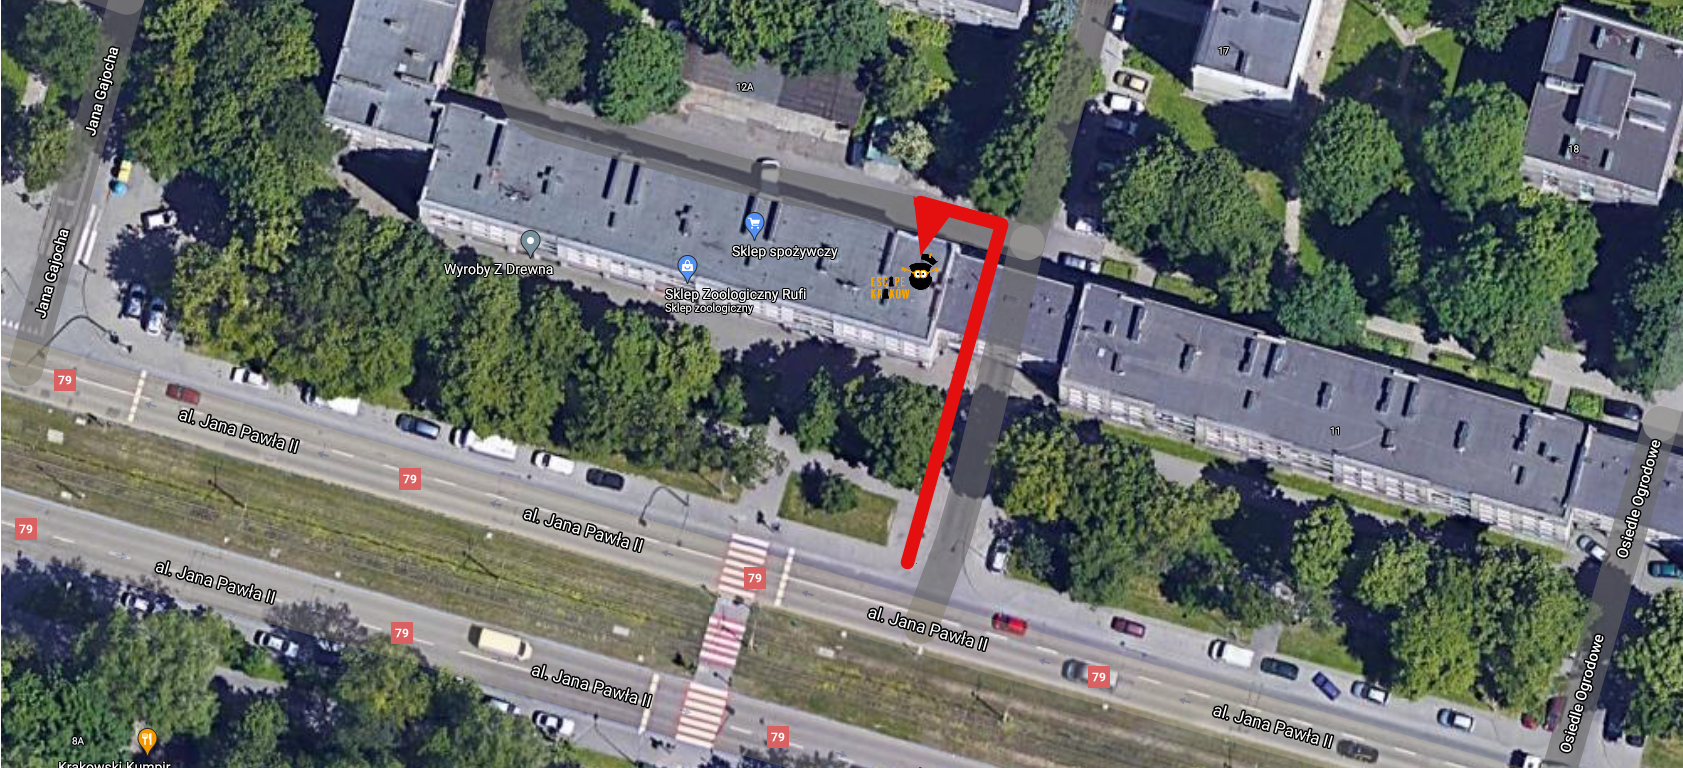 Jana Gajocha
12A
17
18
Jana Gajocha
Sklep spożywczy
Wyroby Z Drewna
Sklep Zoologiczny Rufi
Sklep zoologiczny
ESCAPE
KRAKOW
79
al. Jana Pawła II
11
79
al. Jana Pawła II
Osiedle Ogrodowe
79
al. Jana Pawła II
79
al. Jana Pawła II
79
al. Jana Pawła II
79
al. Jana Pawła II
Osiedle Ogrodowe
8A
79
Krakowski Kumpir